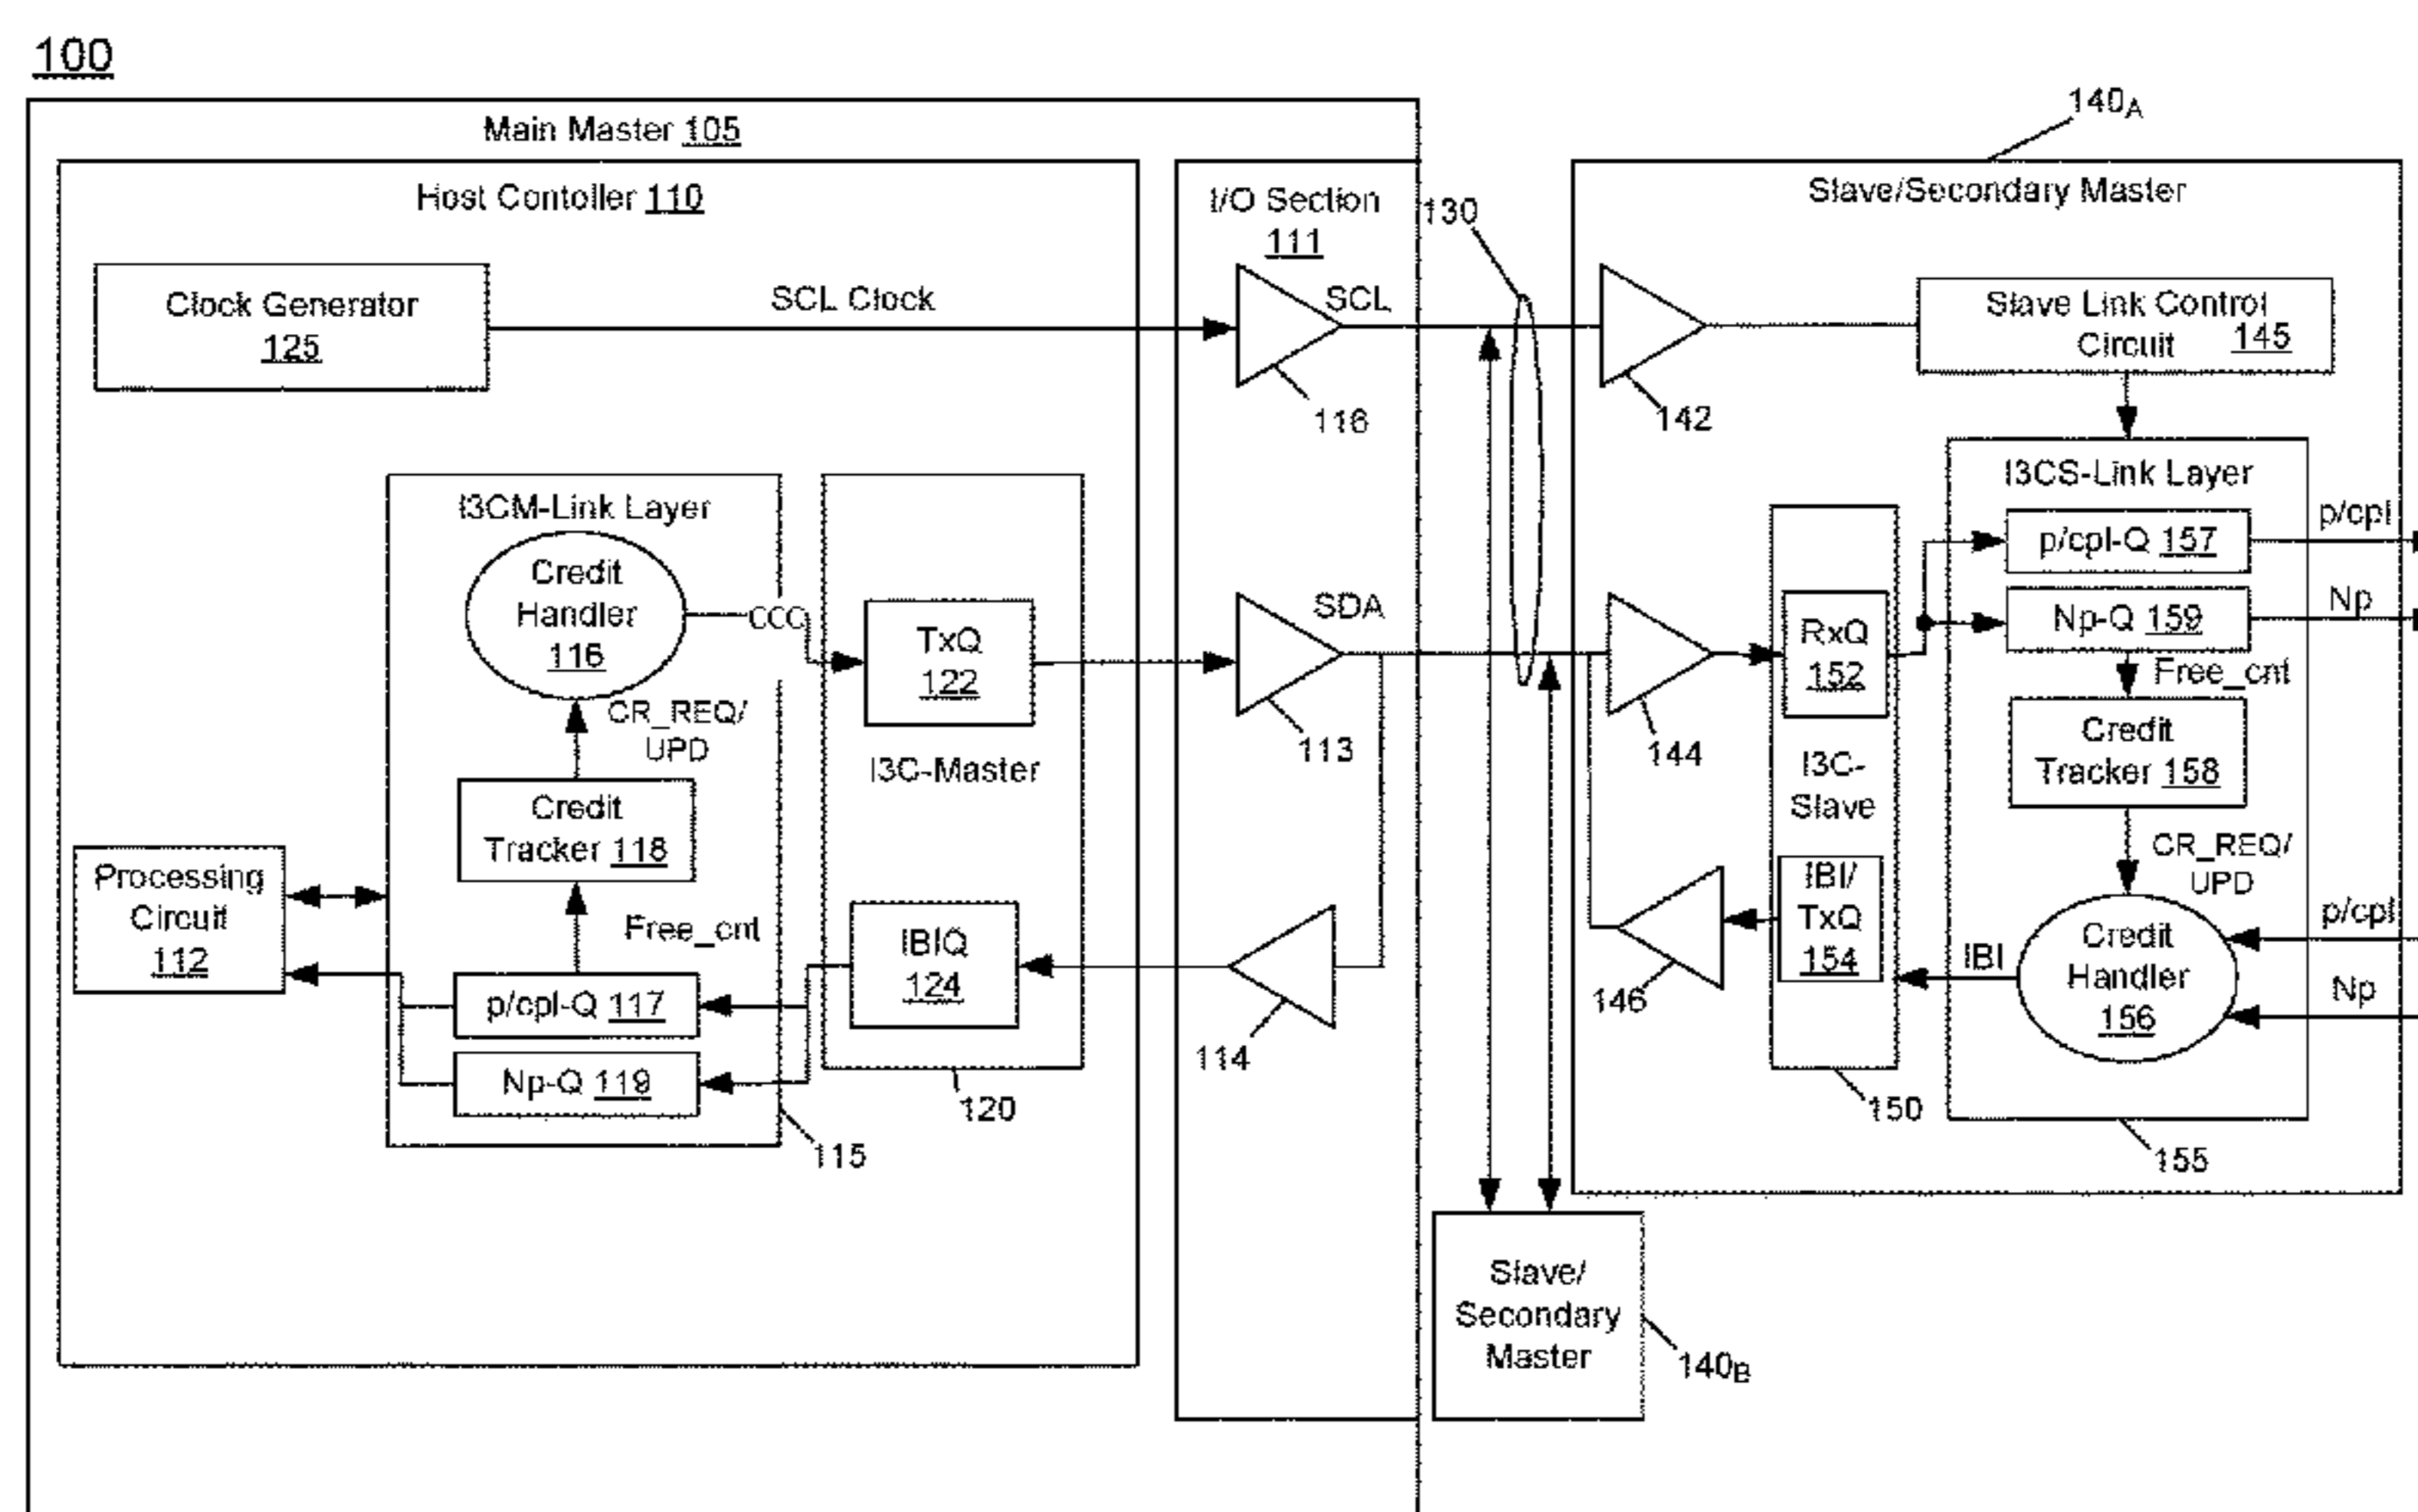 100
Main Master 105
Host Contoller 110
Clock Generator
125
SCL Clock
I3CM-Link Layer
Credit
Handler
116
CCC
CR_REQ/
UPD
Credit
Tracker 118
Free_cnt
p/cpl-Q 117
Np-Q 119
115
Processing
Circuit
112
TxQ
122
I3C-Master
IBIQ
124
120
I/O Section
111
SCL
116
SDA
113
114
130
140A
Slave/Secondary Master
142
Slave Link Control
Circuit 145
144
RxQ
152
I3C-
Slave
IBI/
TxQ
154
146
150
I3CS-Link Layer
p/cpl-Q 157
Np-Q 159
Free_cnt
Credit
Tracker 158
CR_REQ/
UPD
Credit
Handler
156
IBI
155
p/cpl
Np
p/cpl
Np
Slave/
Secondary
Master
140B